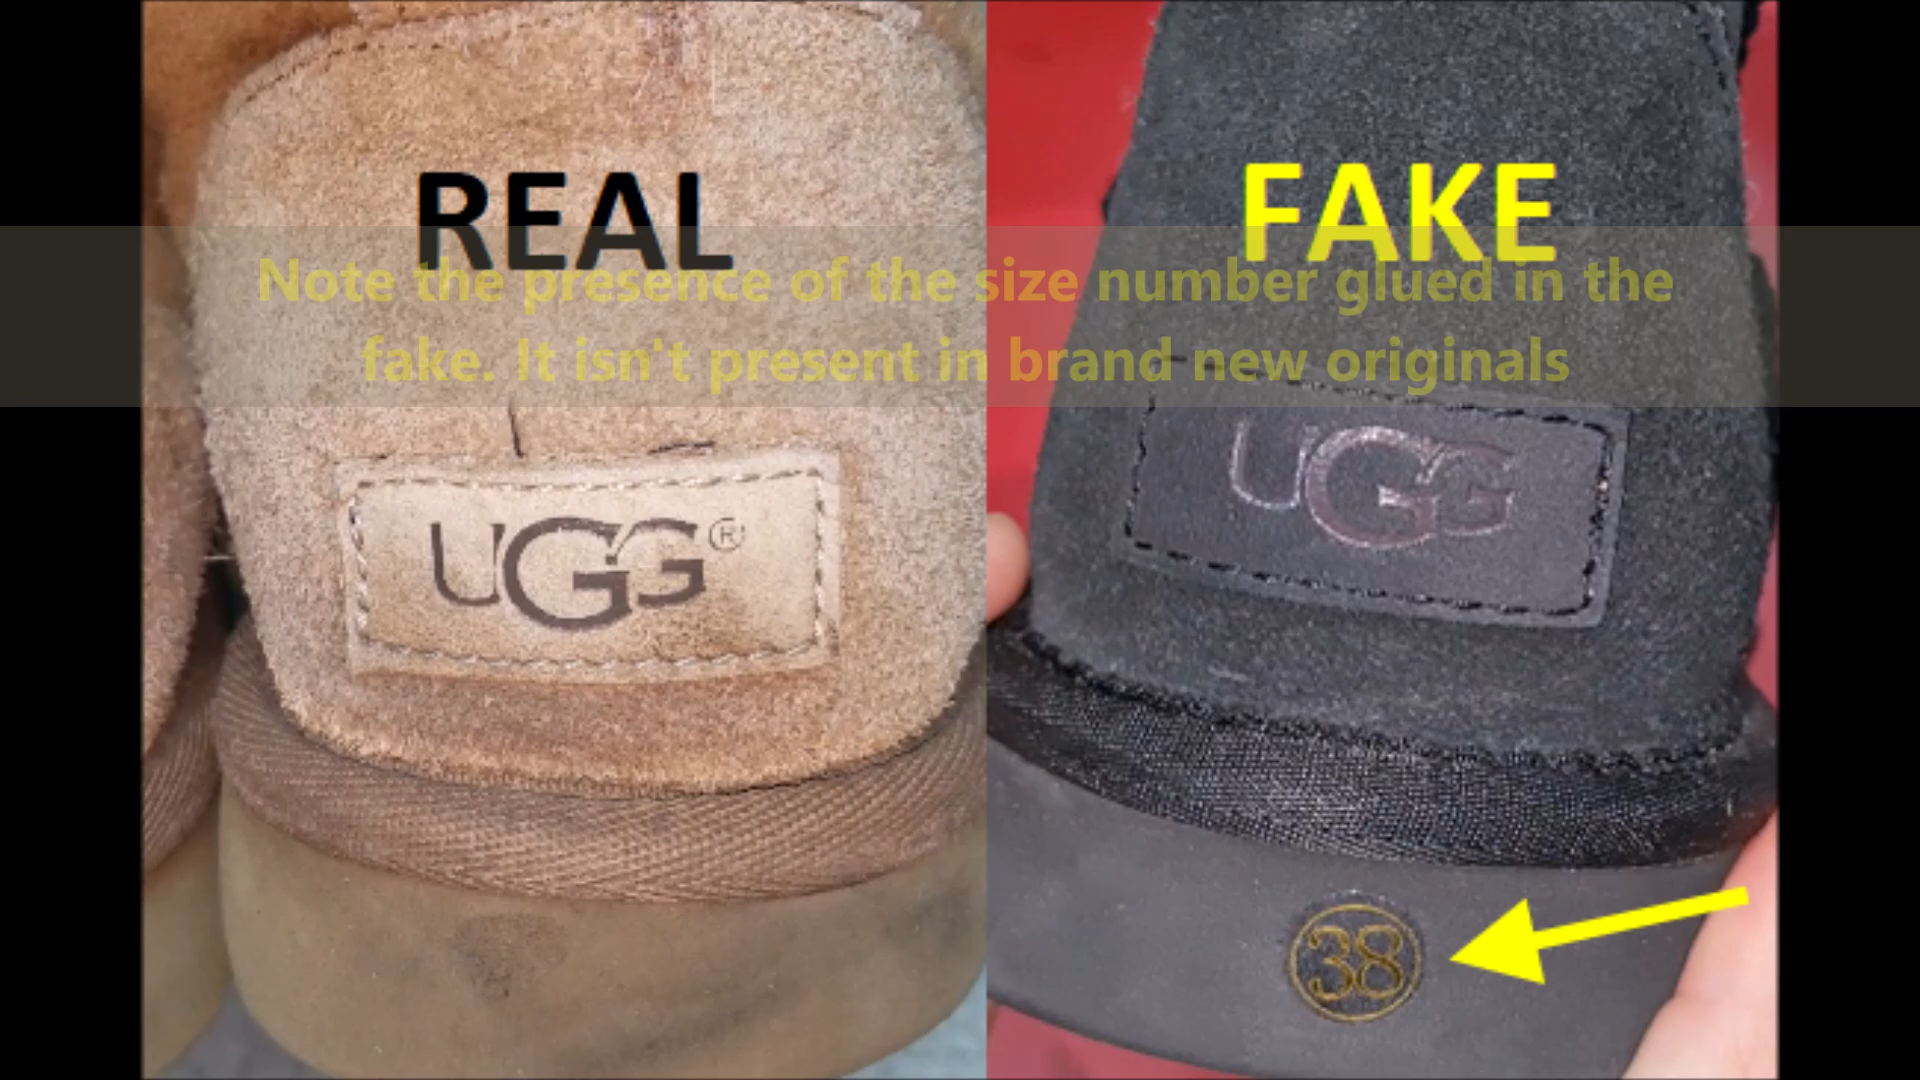 REAL
FAKE
Note the presence of the size number glued in the
fake. It isn't present in brand new originals
UGG®
UGG
38